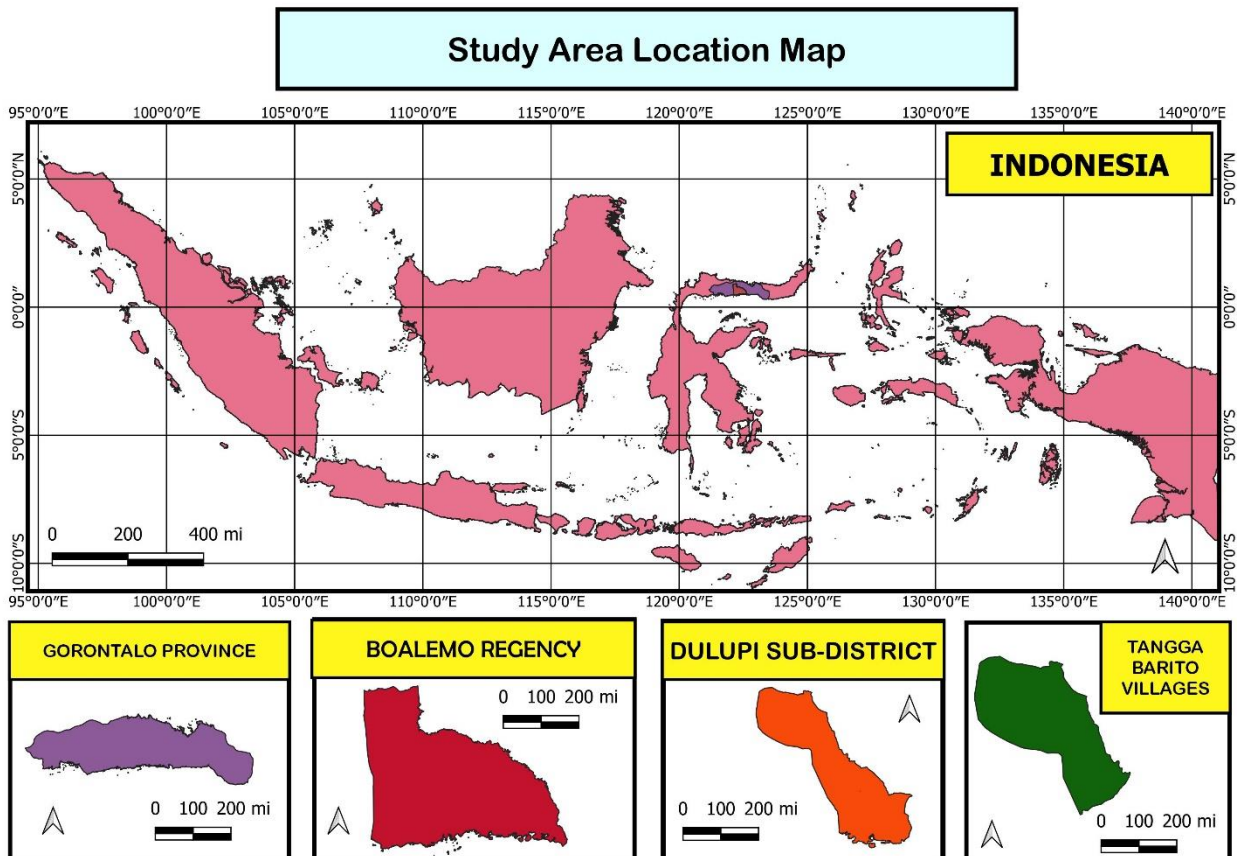 Study Area Location Map
95°0'0"E 100°0'0"E 105°0'0"E 110°0'0"E 115°0'0"E 120°0'0"E 125°0'0"E 130°0'0"E 135°0'0"E 140°0'0"E
INDONESIA
5°0'0"N 5°0'0"N
0°0'0" 0°0'0"
5°0'0"S 5°0'0"S
10°0'0"S 10°0'0"S
0 200 400 mi
95°0'0"E 100°0'0"E 105°0'0"E 110°0'0"E 115°0'0"E 120°0'0"E 125°0'0"E 130°0'0"E 135°0'0"E 140°0'0"E
GORONTALO PROVINCE
0 100 200 mi
BOALEMO REGENCY
0 100 200 mi
DULUPI SUB-DISTRICT
0 100 200 mi
TANGGA
BARITO
VILLAGES
0 100 200 mi